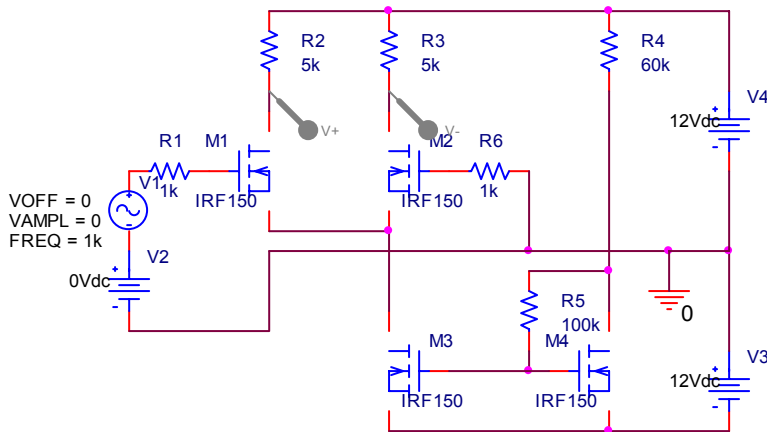 R2
5k
R3
5k
R4
60k
V4
12Vdc
V+
V-
R1
1k
M1
IRF150
M2
IRF150
R6
1k
V1
VOFF = 0
VAMPL = 0
FREQ = 1k
V2
0Vdc
R5
100k
0
M3
IRF150
M4
IRF150
V3
12Vdc